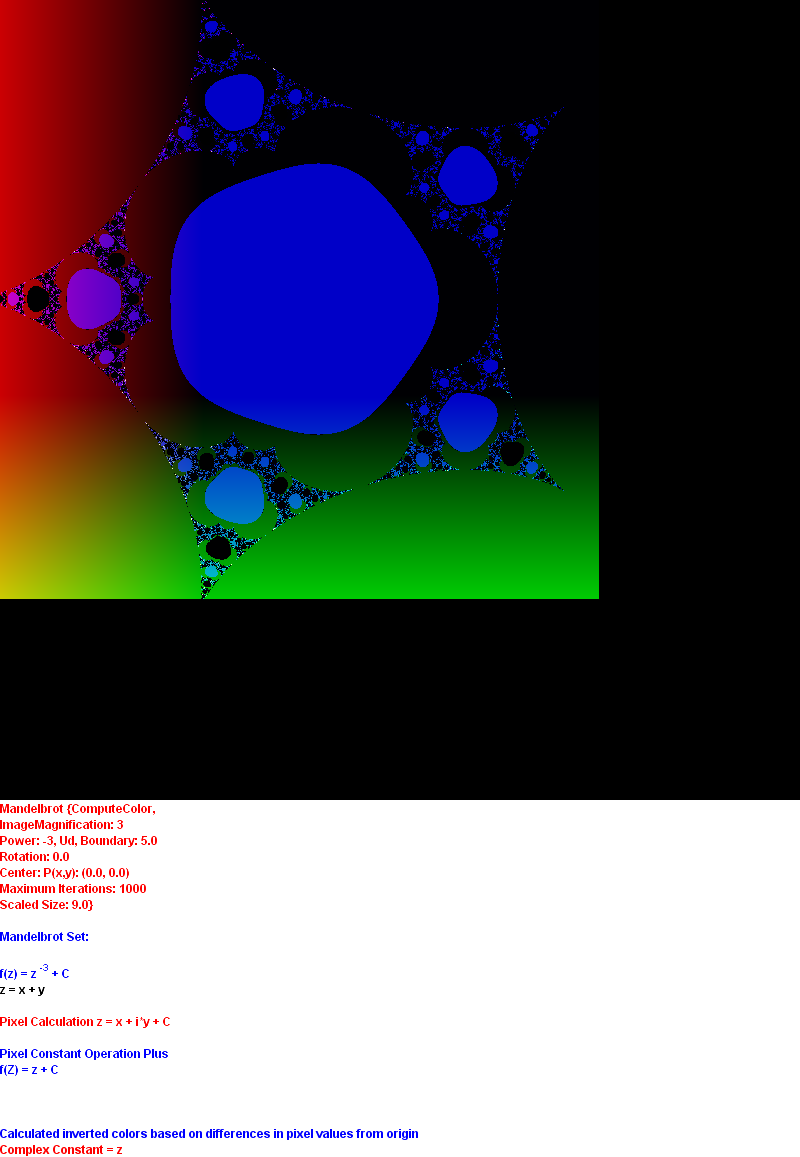 Mandelbrot {ComputeColor,
ImageMagnification: 3
Power: -3, Ud, Boundary: 5.0
Rotation: 0.0
Center: P(x,y): (0.0, 0.0)
Maximum Iterations: 1000
Scaled Size: 9.0}
Mandelbrot Set:
f(z) = z -3 + C
z = x + y
Pixel Calculation z = x + i*y + C
Pixel Constant Operation Plus
f(Z) = z + C
Calculated inverted colors based on differences in pixel values from origin
Complex Constant = z